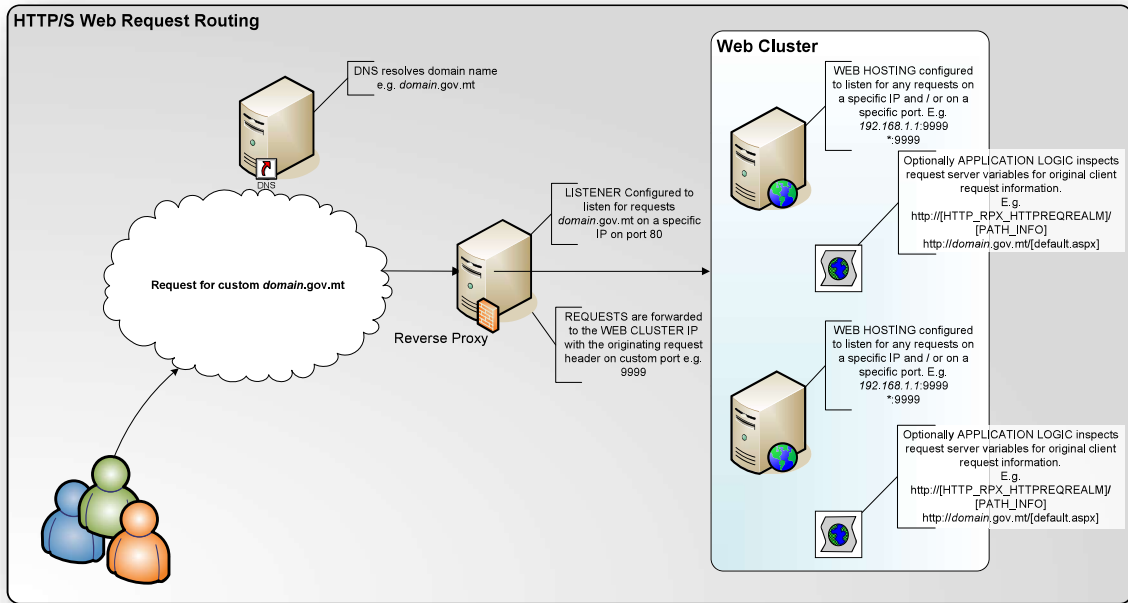 HTTP/S Web Request Routing
DNS resolves domain name
e.g. domain.gov.mt
DNS
Request for custom domain.gov.mt
LISTENER Configured to
listen for requests
domain.gov.mt on a specific
IP on port 80
Reverse Proxy
REQUESTS are forwarded
to the WEB CLUSTER IP
with the originating request
header on custom port e.g.
9999
Web Cluster
WEB HOSTING configured
to listen for any requests on
a specific IP and / or on a
specific port. E.g.
192.168.1.1:9999
*:9999
Optionally APPLICATION LOGIC inspects
request server variables for original client
request information.
E.g.
http://[HTTP_RPX_HTTPREQREALM]/
[PATH_INFO]
http://domain.gov.mt/[default.aspx]
WEB HOSTING configured
to listen for any requests on
a specific IP and / or on a
specific port. E.g.
192.168.1.1:9999
*:9999
Optionally APPLICATION LOGIC inspects
request server variables for original client
request information.
E.g.
http://[HTTP_RPX_HTTPREQREALM]/
[PATH_INFO]
http://domain.gov.mt/[default.aspx]